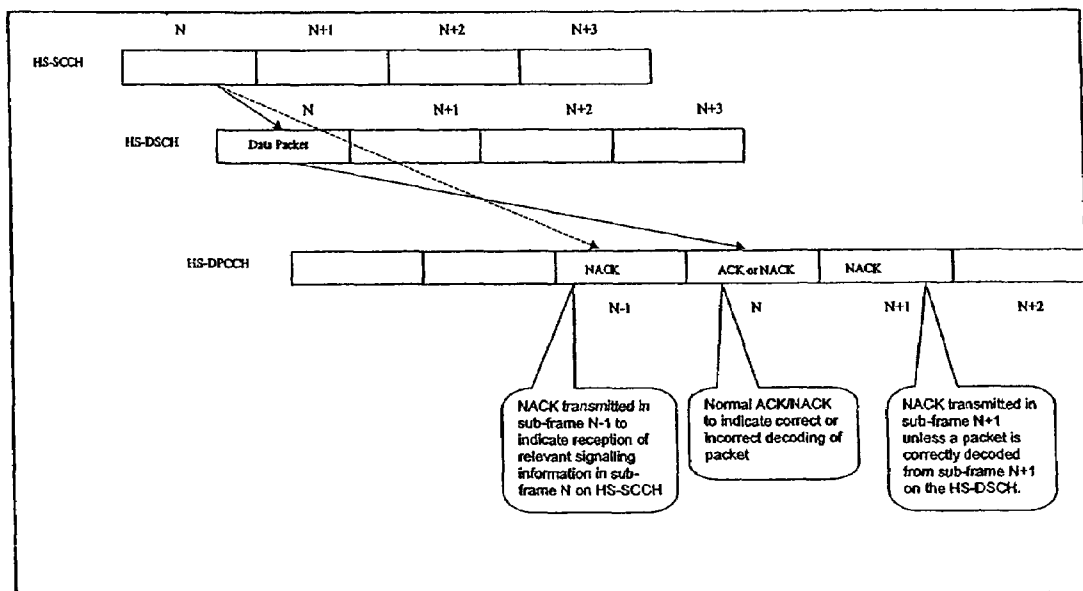 N N+1 N+2 N+3
HS-SCCH
N N+1 N+2 N+3
HS-DSCH Data Packet
HS-DPCCH NACK ACK or NACK NACK
N-1 N N+1 N+2
NACK transmitted in
sub-frame N-1 to
indicate reception of
relevant signalling
information in sub-
frame N on HS-SCCH
Normal ACK/NACK
to indicate correct or
incorrect decoding of
packet
NACK transmitted in
sub-frame N+1
unless a packet is
correctly decoded
from sub-frame N+1
on the HS-DSCH.